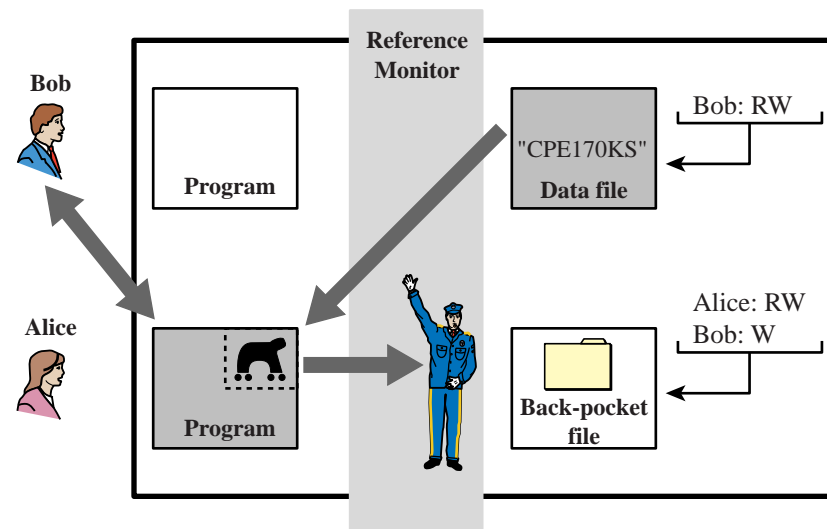 Reference
Monitor
Bob
Bob: RW
Program
"CPE170KS"
Data file
Alice
Alice: RW
Bob: W
Program
Back-pocket
file